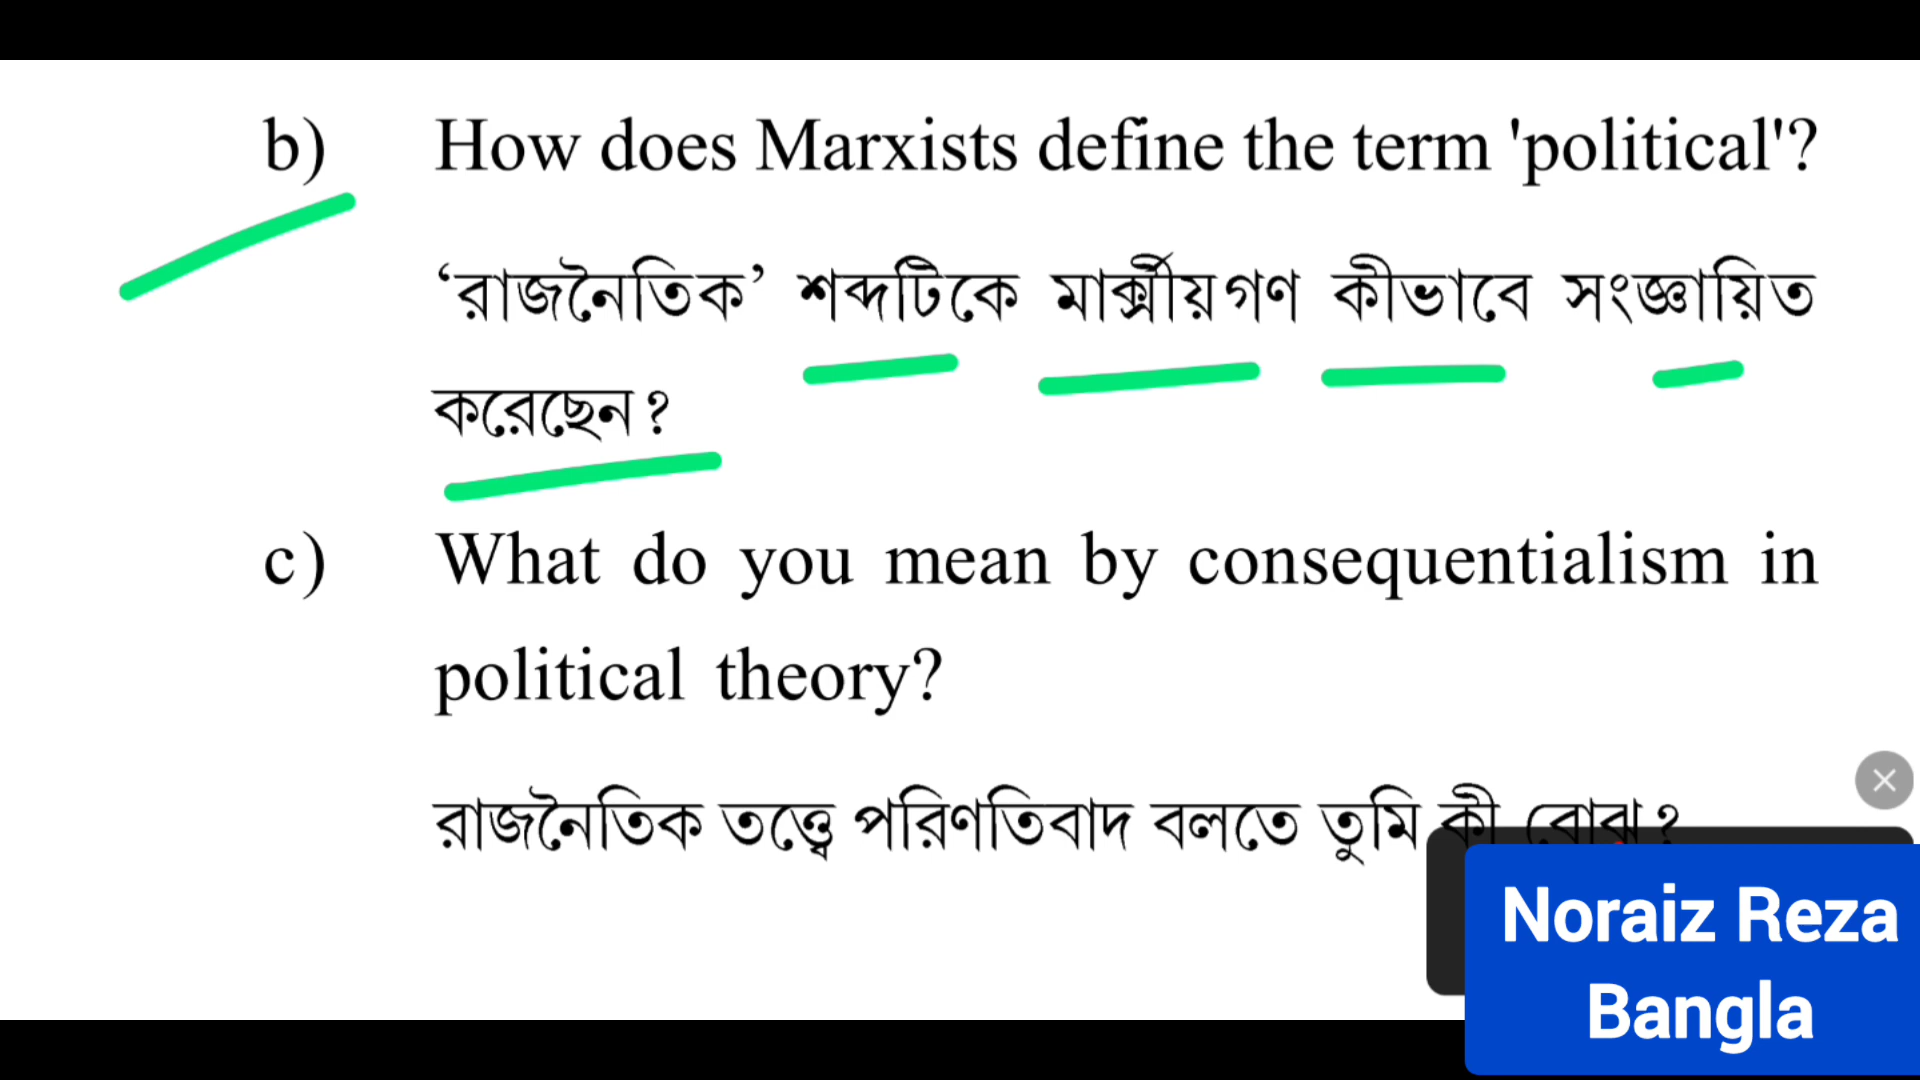 b) How does Marxists define the term 'political'?
‘রাজনৈতিক’ শব্দটিকে মার্ক্সীয়গণ কীভাবে সংজ্ঞায়িত
করেছেন?
c) What do you mean by consequentialism in
political theory?
রাজনৈতিক তত্ত্বে পরিণতিবাদ বলতে তুমি কী বোঝ?
Noraiz Reza
Bangla